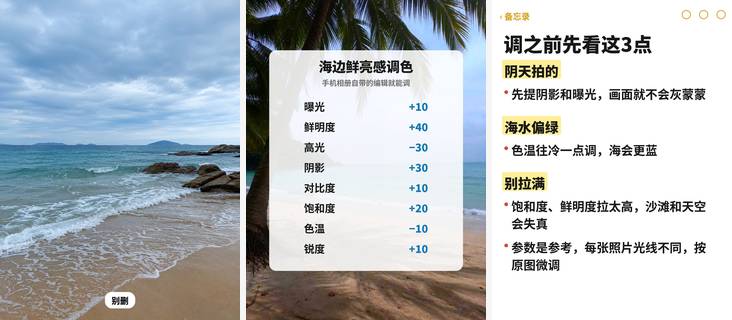 别删
海边鲜亮感调色
手机相册自带的编辑就能调
曝光 +10
鲜明度 +40
高光 −30
阴影 +30
对比度 +10
饱和度 +20
色温 −10
锐度 +10
‹ 备忘录
调之前先看这3点
阴天拍的
• 先提阴影和曝光，画面就不会灰蒙蒙
海水偏绿
• 色温往冷一点调，海会更蓝
别拉满
• 饱和度、鲜明度拉太高，沙滩和天空
会失真
• 参数是参考，每张照片光线不同，按
原图微调